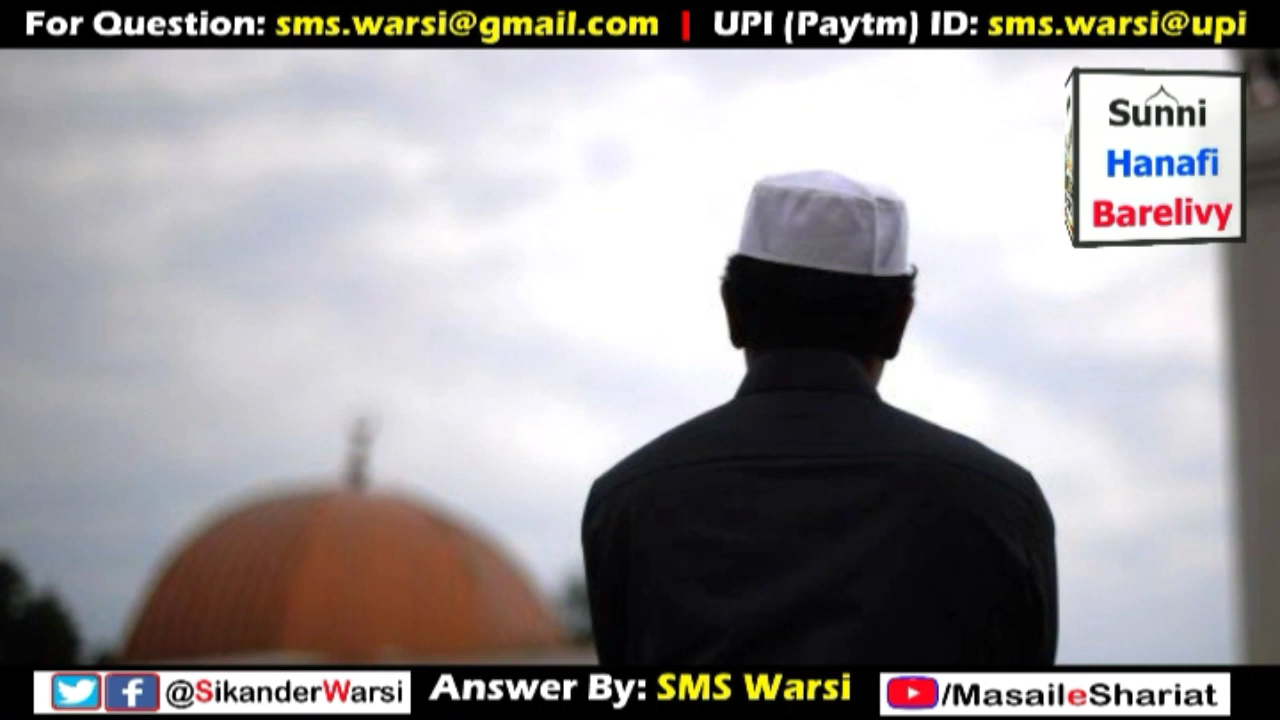 For Question: sms.warsi@gmail.com | UPI (Paytm) ID: sms.warsi@upi
Sunni
Hanafi
Barelivy
@SikanderWarsi
Answer By: SMS Warsi
/MasaileShariat